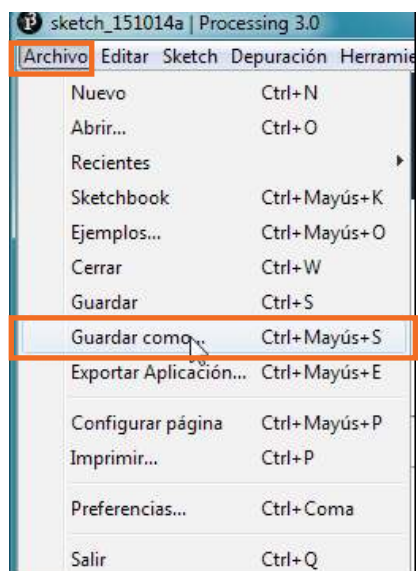 sketch_151014a | Processing 3.0
Archivo Editar Sketch Depuración Herramie
Nuevo Ctrl+N
Abrir... Ctrl+O
Recientes
Sketchbook Ctrl+Mayús+K
Ejemplos... Ctrl+Mayús+O
Cerrar Ctrl+W
Guardar Ctrl+S
Guardar como... Ctrl+Mayús+S
Exportar Aplicación... Ctrl+Mayús+E
Configurar página Ctrl+Mayús+P
Imprimir... Ctrl+P
Preferencias... Ctrl+Coma
Salir Ctrl+Q